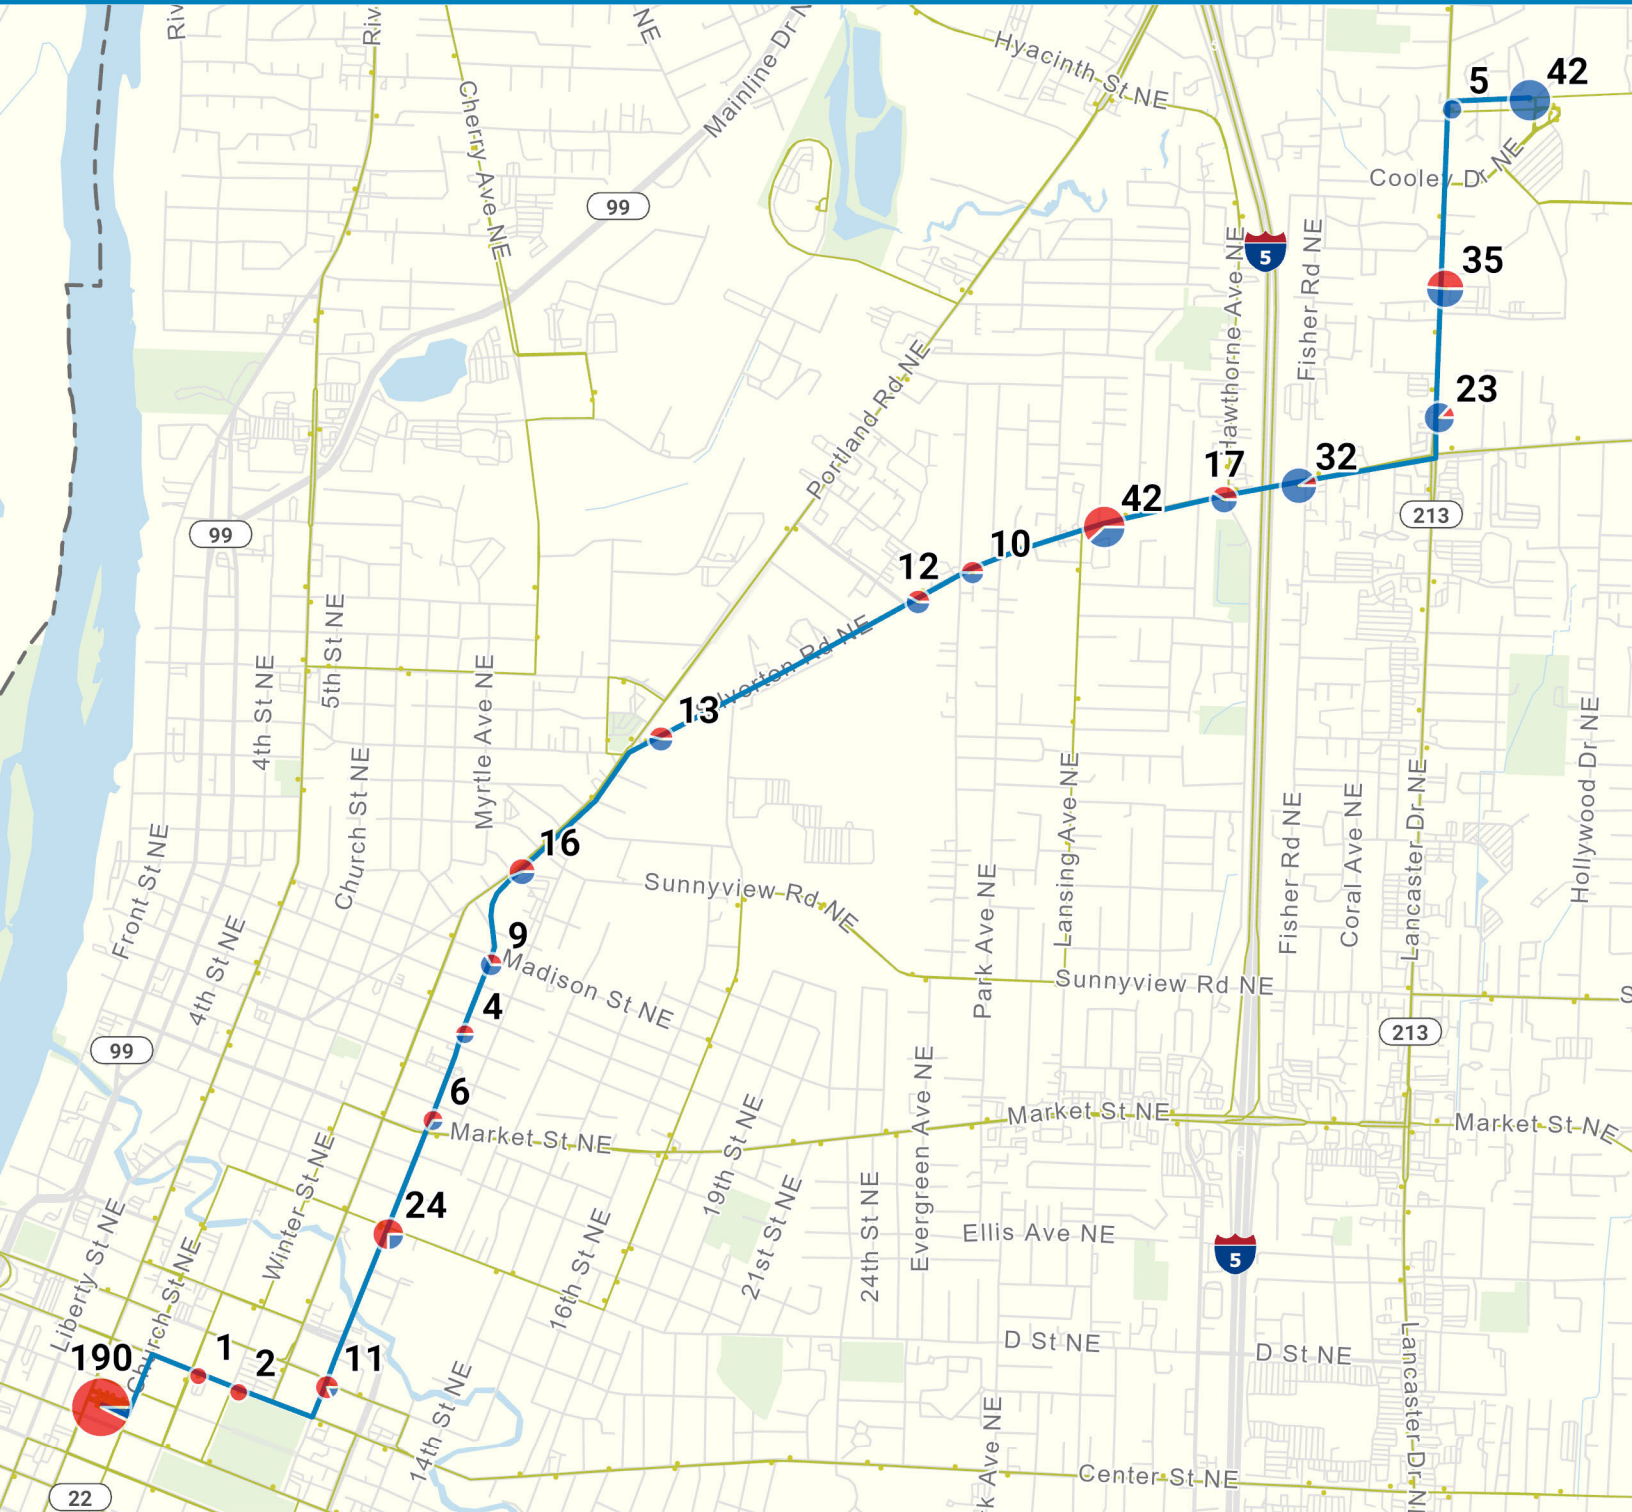 Riv
Riv
NE
Mainline Dr N
Hyacinth St NE
5
42
Cherry Ave NE
Cooley Dr NE
99
5
Hawthorne Ave NE
Fisher Rd NE
35
Portland Rd NE
23
17
32
42
213
99
10
12
5th St NE
Silverton Rd NE
4th St NE
Myrtle Ave NE
13
Hollywood Dr NE
Church St NE
Lansing Ave NE
Lancaster Dr NE
Fisher Rd NE
Coral Ave NE
Front St NE
16
Sunnyview Rd NE
Park Ave NE
4th St NE
9
Madison St NE
Sunnyview Rd NE
S
4
213
99
6
Market St NE
Market St NE
Market St NE
Evergreen Ave NE
19th St NE
Winter St NE
24
21st St NE
24th St NE
Ellis Ave NE
Liberty St NE
Church St NE
16th St NE
5
D St NE
D St NE
Lancaster Dr N
190
1
2
11
14th St NE
k Ave NE
Center St NE
22